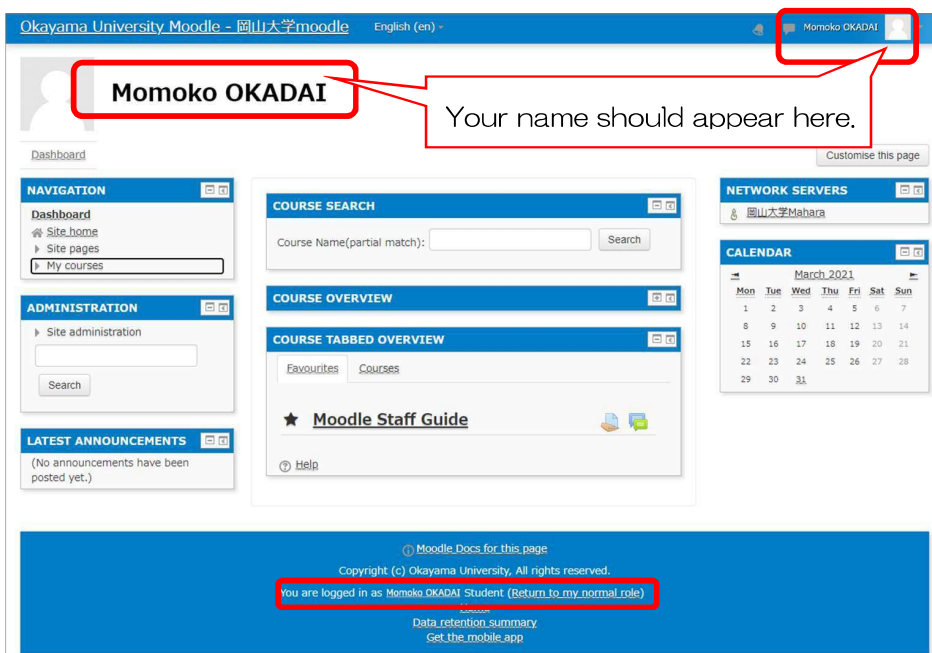 Okayama University Moodle - 岡山大学moodle English (en)
Momoko OKADAI
Momoko OKADAI
Your name should appear here.
Dashboard
Customise this page
NAVIGATION
Dashboard
Site home
Site pages
My courses
ADMINISTRATION
Site administration
Search
LATEST ANNOUNCEMENTS
(No announcements have been
posted yet.)
COURSE SEARCH
Course Name(partial match):
Search
COURSE OVERVIEW
COURSE TABBED OVERVIEW
Favourites Courses
Moodle Staff Guide
Help
NETWORK SERVERS
岡山大学Mahara
CALENDAR
◄ March 2021 ►
Mon Tue Wed Thu Fri Sat Sun
1 2 3 4 5 6 7
8 9 10 11 12 13 14
15 16 17 18 19 20 21
22 23 24 25 26 27 28
29 30 31
Moodle Docs for this page
Copyright (c) Okayama University, All rights reserved.
You are logged in as Momoko OKADAI Student (Return to my normal role)
Home
Data retention summary
Get the mobile app